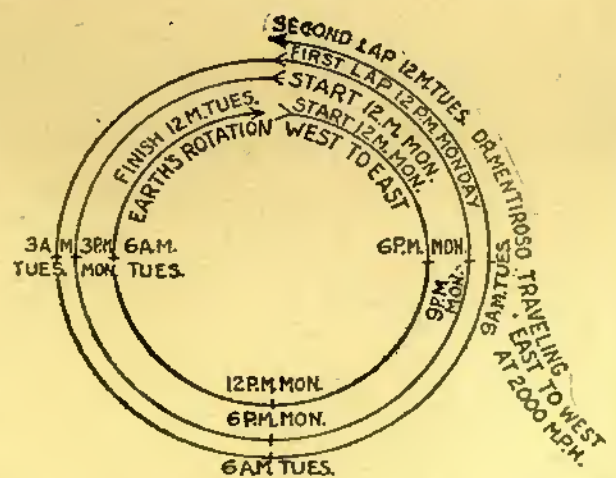 SECOND LAP 12 M. TUES. DR. MENTIROSO TRAVELING
EAST TO WEST
AT 2000 M.P.H.
FIRST LAP 12 P.M. MONDAY
START 12. M. MON.
START 12. M. MON.
FINISH 12 M. TUES.
EARTH'S ROTATION WEST TO EAST
3 A M
TUES.
3 P.M.
MON.
6 A.M.
TUES.
6 P.M. MON.
9 P.M.
MON.
9 A.M. TUES.
12 P.M. MON.
6 P.M. MON.
6 AM TUES.